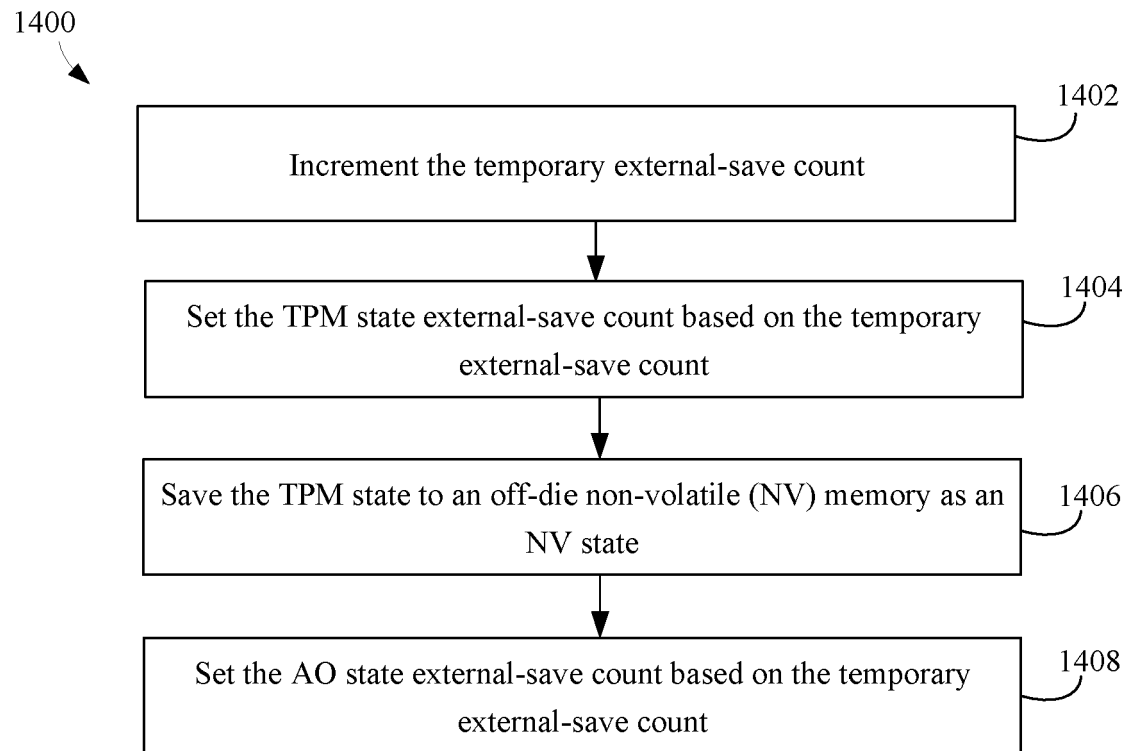 1400
1402
Increment the temporary external-save count
1404
Set the TPM state external-save count based on the temporary
external-save count
Save the TPM state to an off-die non-volatile (NV) memory as an
1406
NV state
1408
Set the AO state external-save count based on the temporary
external-save count